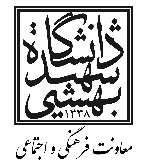 دانشگاه
شهید
بهشتی
۱۳۳۸
معاونت فرهنگی و اجتماعی